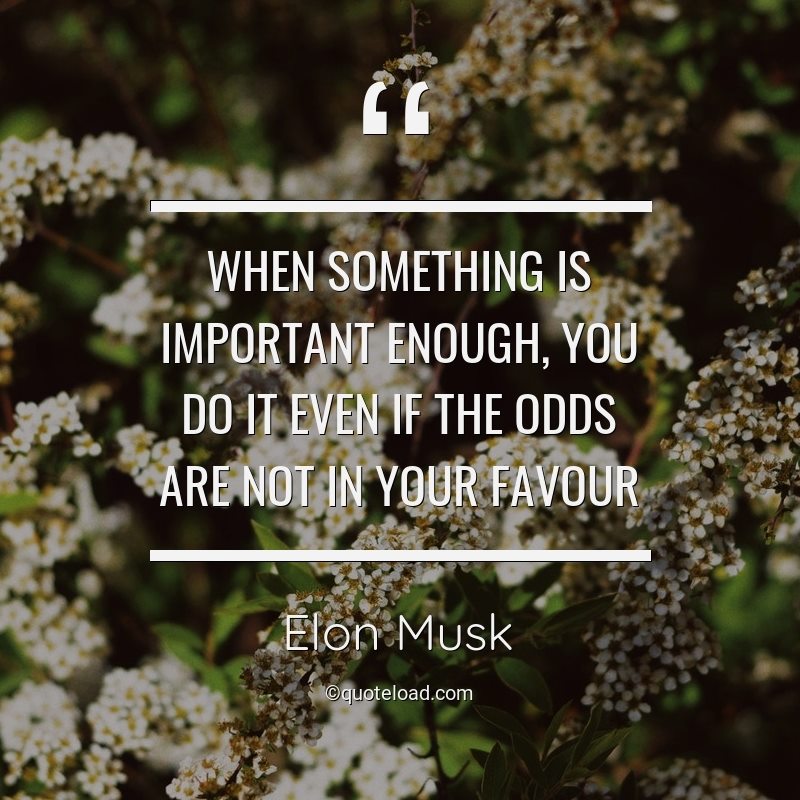 “
WHEN SOMETHING IS
IMPORTANT ENOUGH, YOU
DO IT EVEN IF THE ODDS
ARE NOT IN YOUR FAVOUR
Elon Musk
©quoteload.com